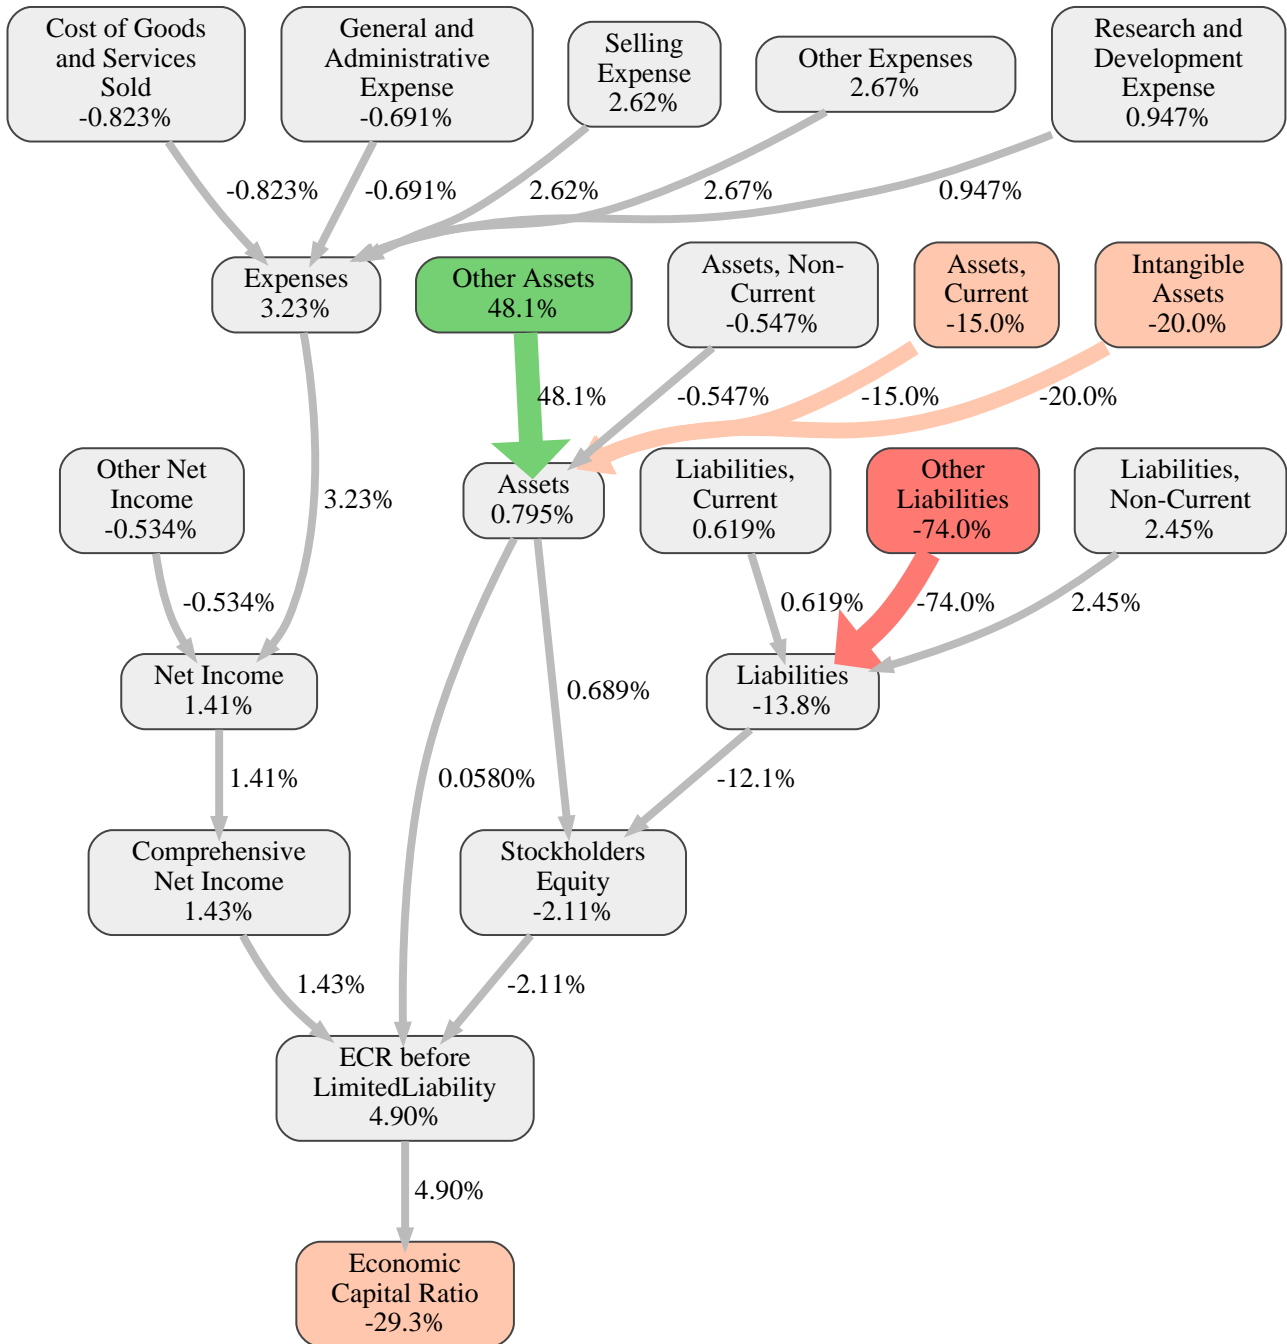 Cost of Goods
and Services
Sold
-0.823%
General and
Administrative
Expense
-0.691%
Selling
Expense
2.62%
Other Expenses
2.67%
Research and
Development
Expense
0.947%
-0.823%
-0.691%
2.62%
2.67%
0.947%
Expenses
3.23%
Other Assets
48.1%
Assets, Non-
Current
-0.547%
Assets,
Current
-15.0%
Intangible
Assets
-20.0%
48.1%
-0.547%
-15.0%
-20.0%
Other Net
Income
-0.534%
3.23%
Assets
0.795%
Liabilities,
Current
0.619%
Other
Liabilities
-74.0%
Liabilities,
Non-Current
2.45%
-0.534%
0.619%
-74.0%
2.45%
Net Income
1.41%
0.689%
Liabilities
-13.8%
1.41%
0.0580%
-12.1%
Comprehensive
Net Income
1.43%
Stockholders
Equity
-2.11%
1.43%
-2.11%
ECR before
LimitedLiability
4.90%
4.90%
Economic
Capital Ratio
-29.3%